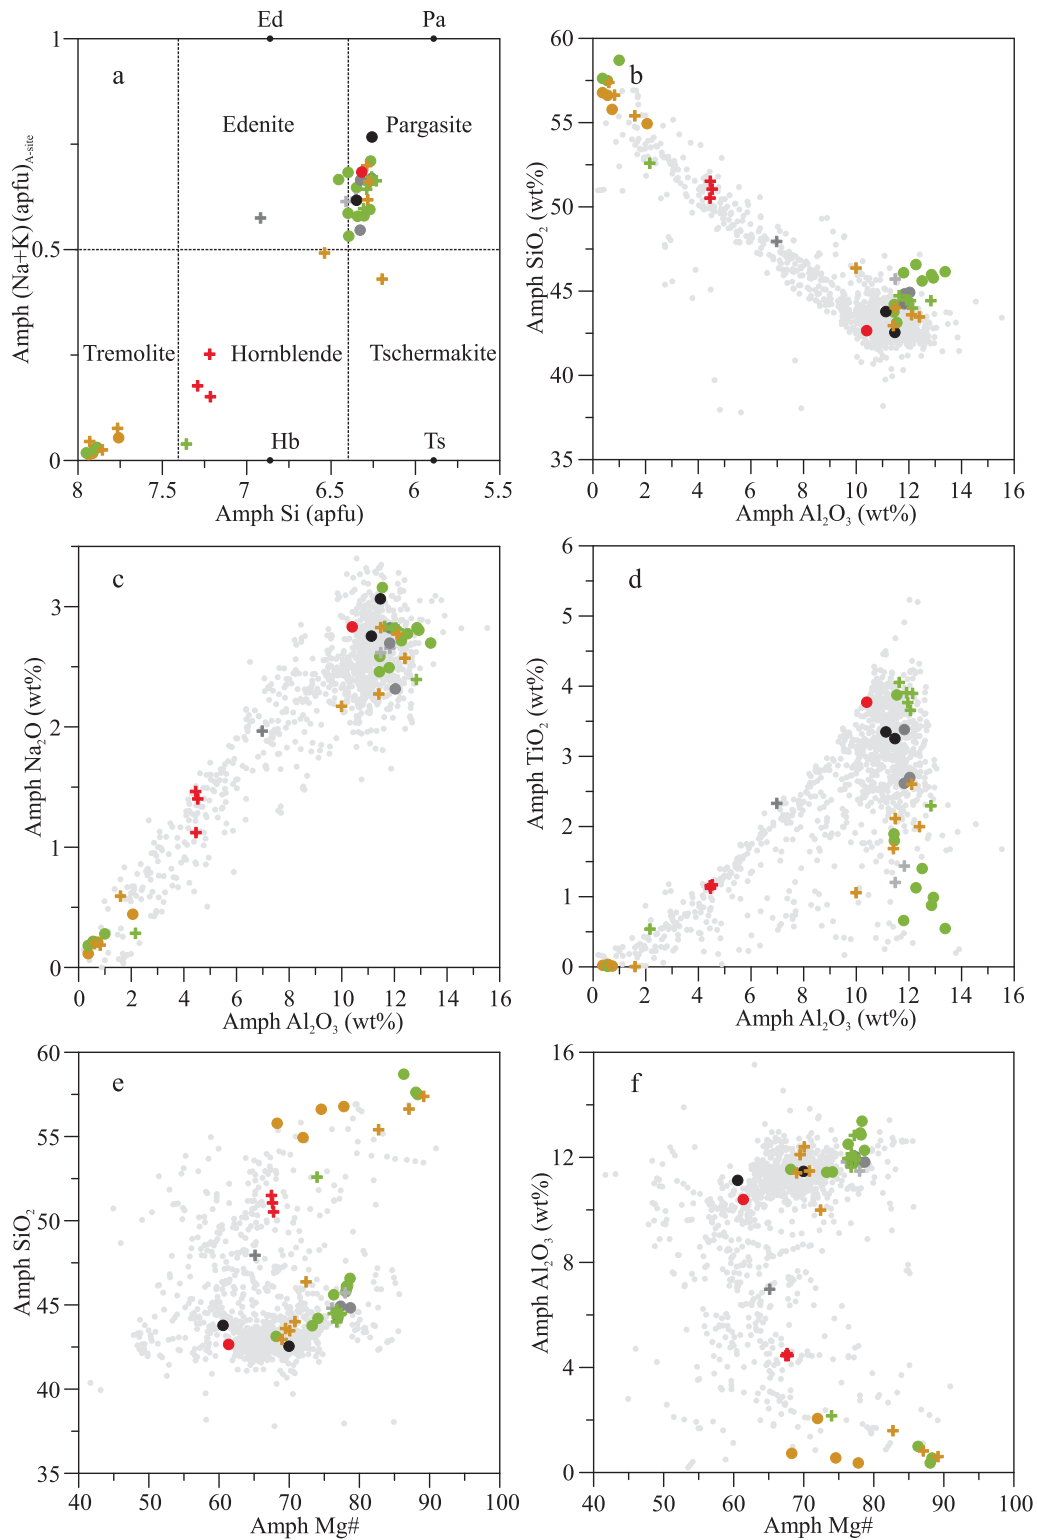 Ed Pa
a
Edenite Pargasite
Tremolite Hornblende Tschermakite
Hb Ts
1
0.5
0
8 7.5 7 6.5 6 5.5
Amph Si (apfu)
Amph (Na+K) (apfu)A-site
b
60
55
50
45
40
35
0 2 4 6 8 10 12 14 16
Amph Al2O3 (wt%)
Amph SiO2 (wt%)
c
3
2
1
0
0 2 4 6 8 10 12 14 16
Amph Al2O3 (wt%)
Amph Na2O (wt%)
d
6
5
4
3
2
1
0
0 2 4 6 8 10 12 14 16
Amph Al2O3 (wt%)
Amph TiO2 (wt%)
e
60
55
50
45
40
35
40 50 60 70 80 90 100
Amph Mg#
Amph SiO2
f
16
12
8
4
0
40 50 60 70 80 90 100
Amph Mg#
Amph Al2O3 (wt%)